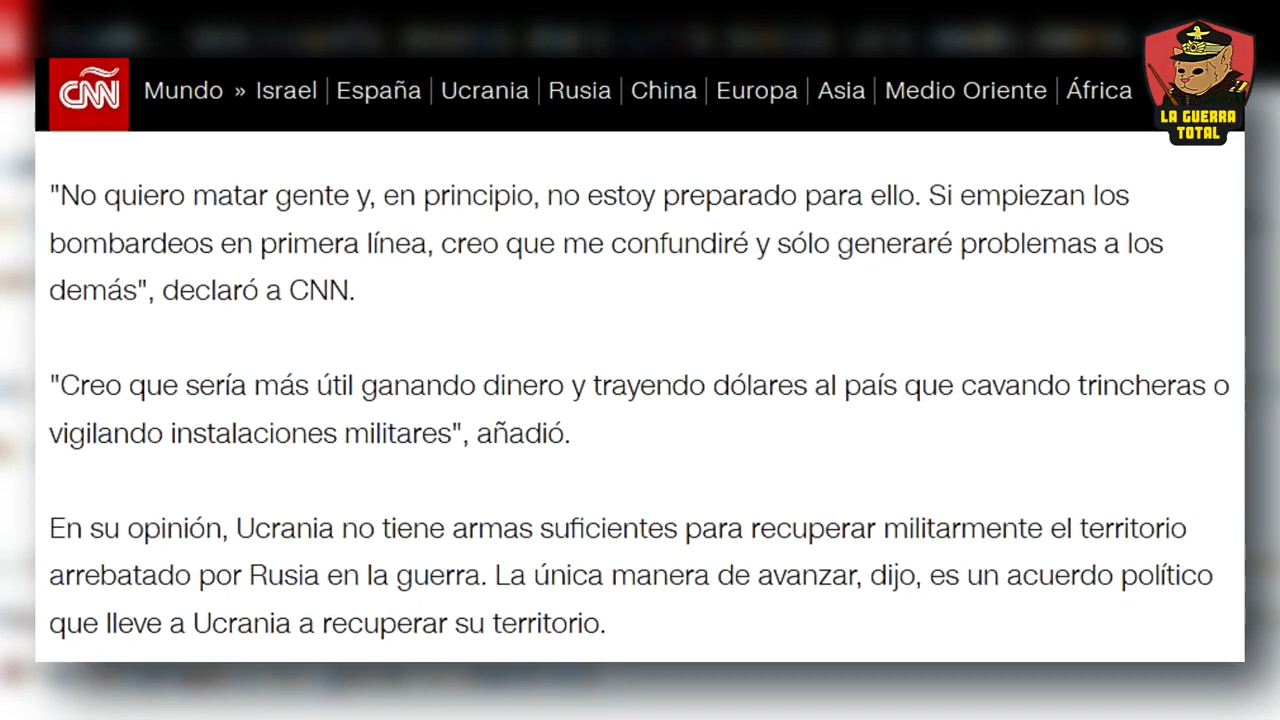 CNN Mundo » Israel | España | Ucrania | Rusia | China | Europa | Asia | Medio Oriente | África
LA GUERRA
TOTAL
"No quiero matar gente y, en principio, no estoy preparado para ello. Si empiezan los
bombardeos en primera línea, creo que me confundiré y sólo generaré problemas a los
demás", declaró a CNN.
"Creo que sería más útil ganando dinero y trayendo dólares al país que cavando trincheras o
vigilando instalaciones militares", añadió.
En su opinión, Ucrania no tiene armas suficientes para recuperar militarmente el territorio
arrebatado por Rusia en la guerra. La única manera de avanzar, dijo, es un acuerdo político
que lleve a Ucrania a recuperar su territorio.